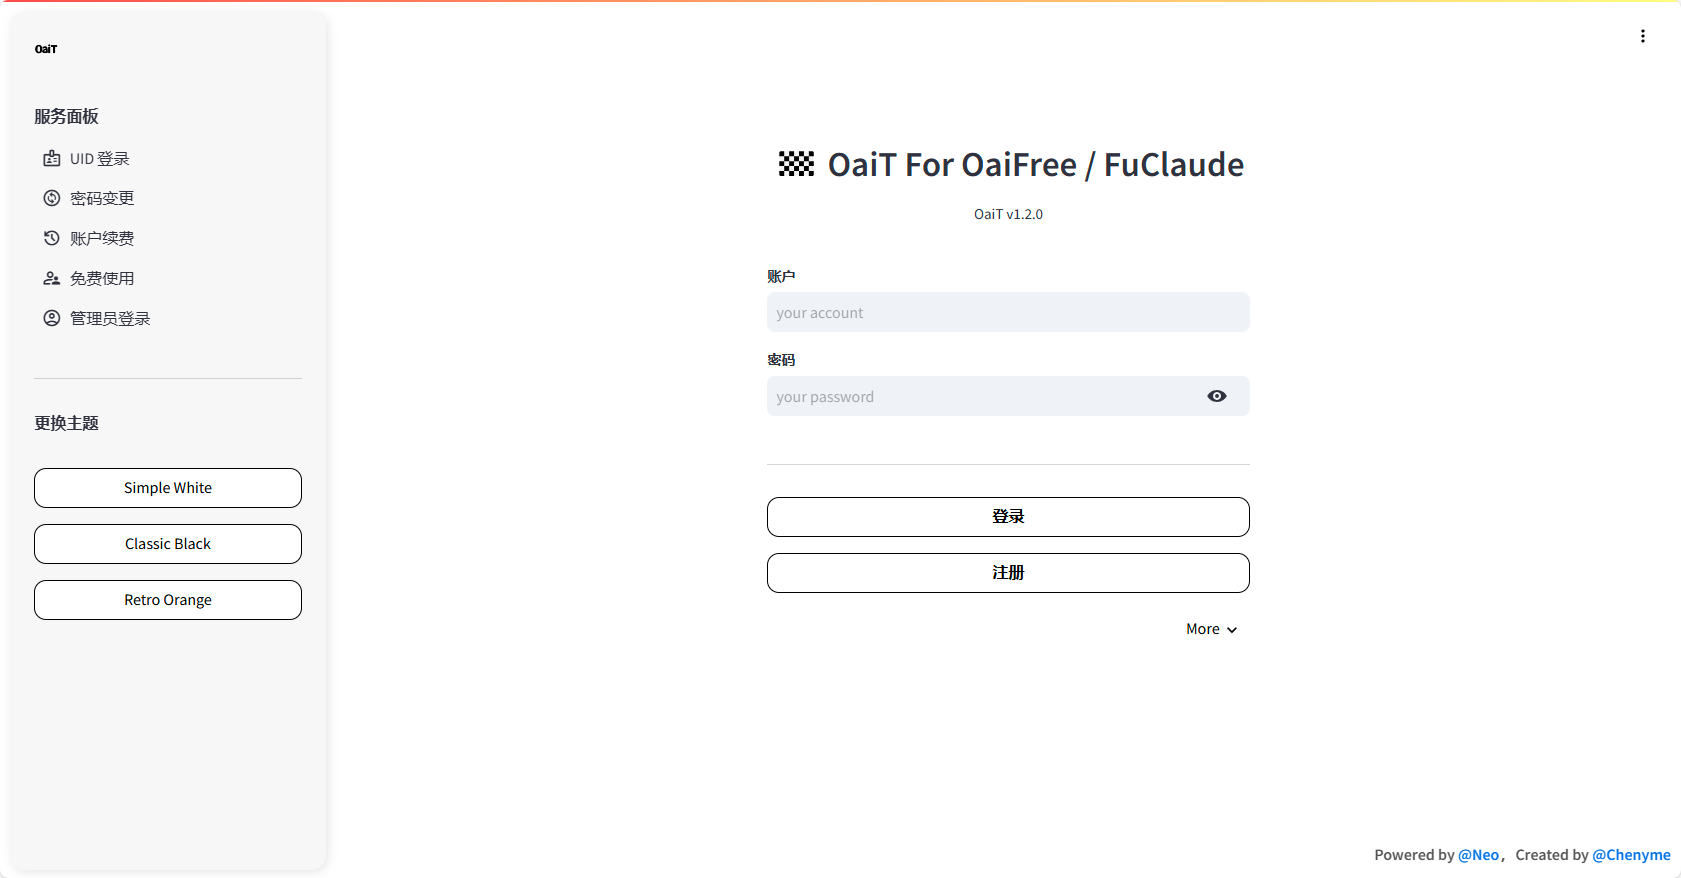 OaiT
服务面板
UID 登录
密码变更
账户续费
免费使用
管理员登录
更换主题
Simple White
Classic Black
Retro Orange
OaiT For OaiFree / FuClaude
OaiT v1.2.0
账户
your account
密码
your password
登录
注册
More
Powered by @Neo，Created by @Chenyme